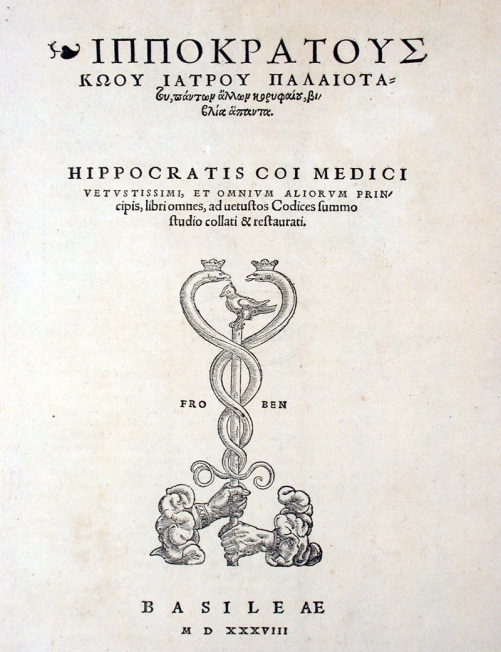 ΙΠΠΟΚΡΑΤΟΥΣ
ΚΩΟΥ ΙΑΤΡΟΥ ΠΑΛΑΙΟΤΑ=
του, πάντων ἄλλων κορυφαίου, βι,
βλία ἅπαντα.
HIPPOCRATIS COI MEDICI
VETVSTISSIMI, ET OMNIVM ALIORVM PRIN/
cipis, libri omnes, ad uetustos Codices summo
studio collati & restaurati.
FRO BEN
BASILEAE
M D XXXVIII